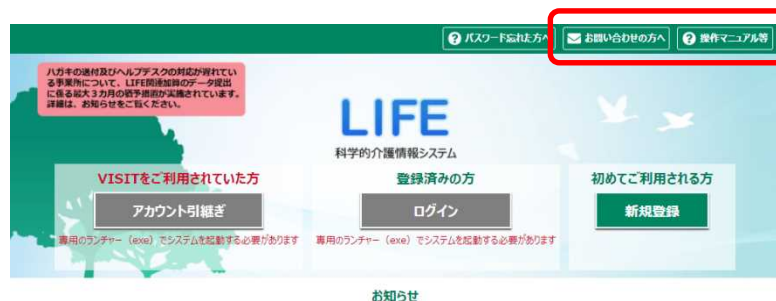 パスワード忘れた方へ
お問い合わせの方へ
操作マニュアル等
ハガキの送付及びヘルプデスクの対応が遅れてい
る事業所について、LIFE関連加算のデータ提出
に係る最大3カ月の猶予措置が実施されています。
詳細は、お知らせをご覧ください。
LIFE
科学的介護情報システム
VISITをご利用されていた方
アカウント引継ぎ
専用のランチャー（exe）でシステムを起動する必要があります
登録済みの方
ログイン
専用のランチャー（exe）でシステムを起動する必要があります
初めてご利用される方
新規登録
お知らせ